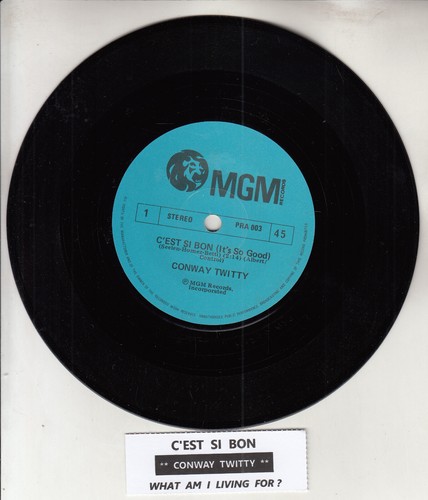 MGM
RECORDS
1 STEREO PRA 003 45
C'EST SI BON (It's So Good)
CONWAY TWITTY
℗ MGM Records,
Incorporated
C'EST SI BON
** CONWAY TWITTY **
WHAT AM I LIVING FOR?